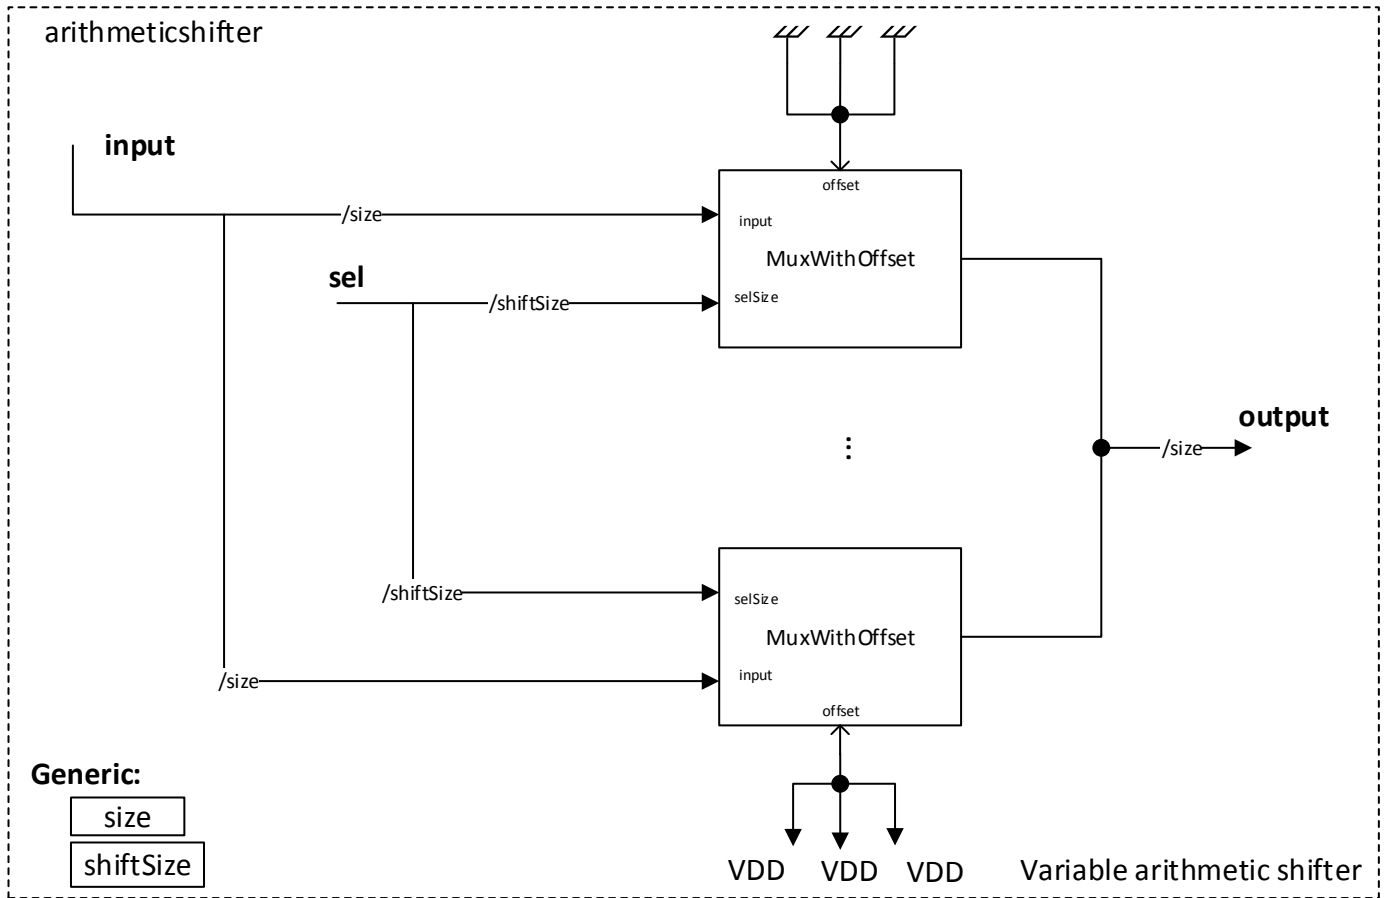 arithmeticshifter
input
offset
/size
input
MuxWithOffset
sel
/shiftSize
selSize
output
/size
/shiftSize
selSize
MuxWithOffset
/size
input
offset
Generic:
size
shiftSize
VDD VDD VDD
Variable arithmetic shifter